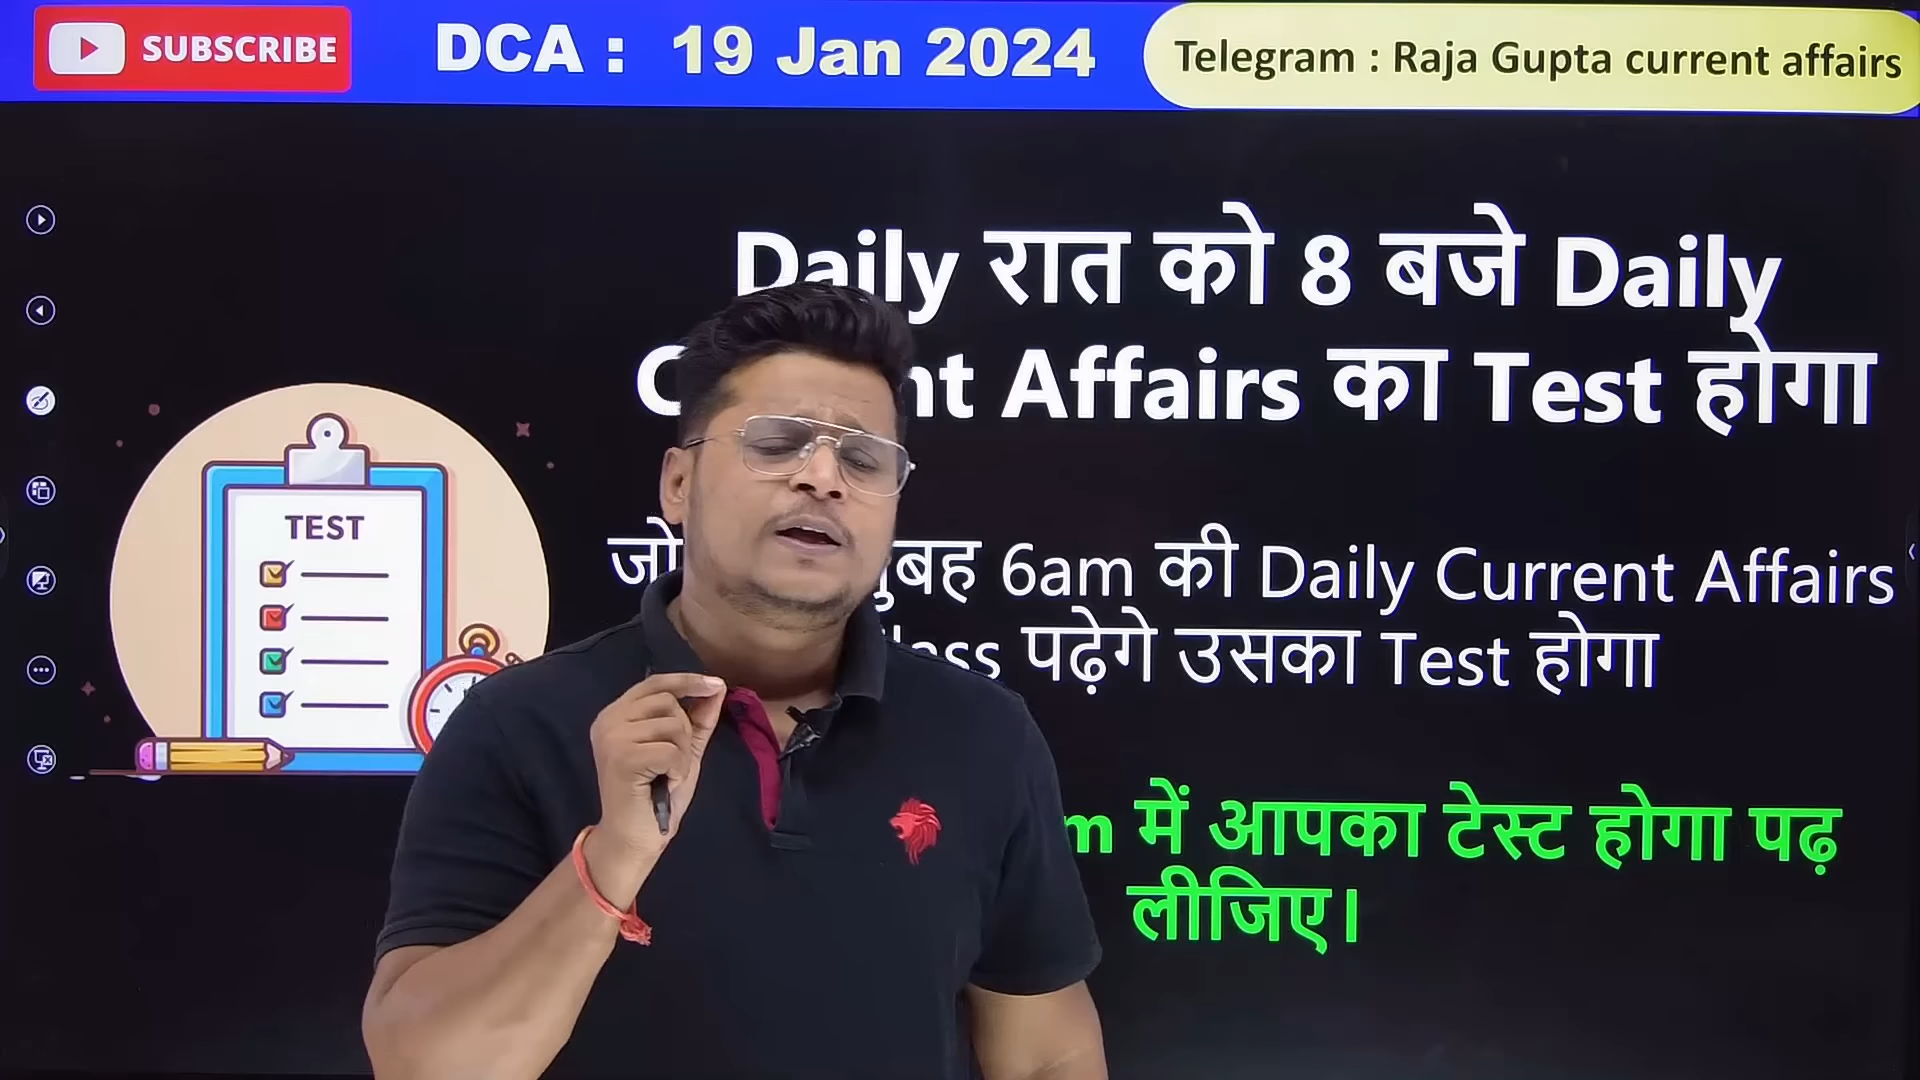 SUBSCRIBE
DCA : 19 Jan 2024
Telegram : Raja Gupta current affairs
Daily रात को 8 बजे Daily
Affairs का Test होगा
TEST
जो 6am की Daily Current Affairs
पढ़ेगे उसका Test होगा
में आपका टेस्ट होगा पढ़
लीजिए।